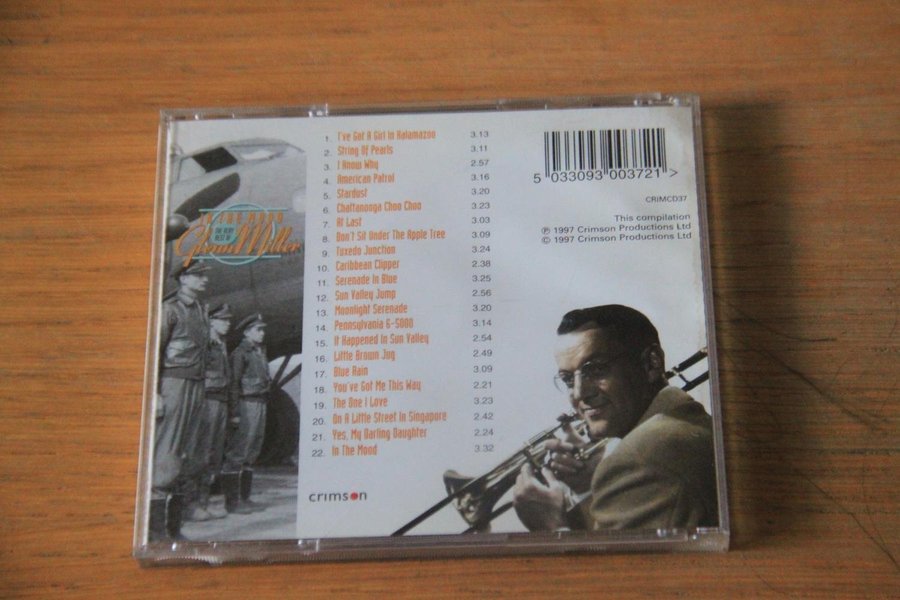 IN THE MOOD
THE VERY
BEST OF
Glenn Miller
1. I've Got A Girl In Kalamazoo 3.13
2. String Of Pearls 3.11
3. I Know Why 2.57
4. American Patrol 3.16
5. Stardust 3.20
6. Chattanooga Choo Choo 3.23
7. At Last 3.03
8. Don't Sit Under The Apple Tree 3.09
9. Tuxedo Junction 3.24
10. Caribbean Clipper 2.38
11. Serenade In Blue 3.25
12. Sun Valley Jump 2.56
13. Moonlight Serenade 3.20
14. Pennsylvania 6-5000 3.14
15. It Happened In Sun Valley 2.54
16. Little Brown Jug 2.49
17. Blue Rain 3.09
18. You've Got Me This Way 2.21
19. The One I Love 3.23
20. On A Little Street In Singapore 2.42
21. Yes, My Darling Daughter 2.24
22. In The Mood 3.32
crimson
5 033093 003721 >
CRIMCD37
This compilation
℗ 1997 Crimson Productions Ltd
© 1997 Crimson Productions Ltd